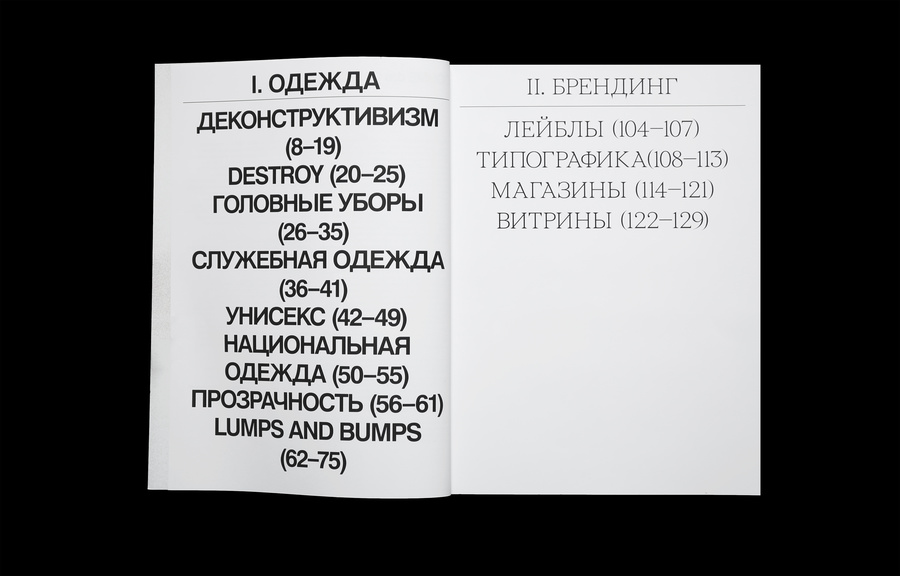 I. ОДЕЖДА
ДЕКОНСТРУКТИВИЗМ
(8–19)
DESTROY (20–25)
ГОЛОВНЫЕ УБОРЫ
(26–35)
СЛУЖЕБНАЯ ОДЕЖДА
(36–41)
УНИСЕКС (42–49)
НАЦИОНАЛЬНАЯ
ОДЕЖДА (50–55)
ПРОЗРАЧНОСТЬ (56–61)
LUMPS AND BUMPS
(62–75)
II. БРЕНДИНГ
ЛЕЙБЛЫ (104–107)
ТИПОГРАФИКА(108–113)
МАГАЗИНЫ (114–121)
ВИТРИНЫ (122–129)